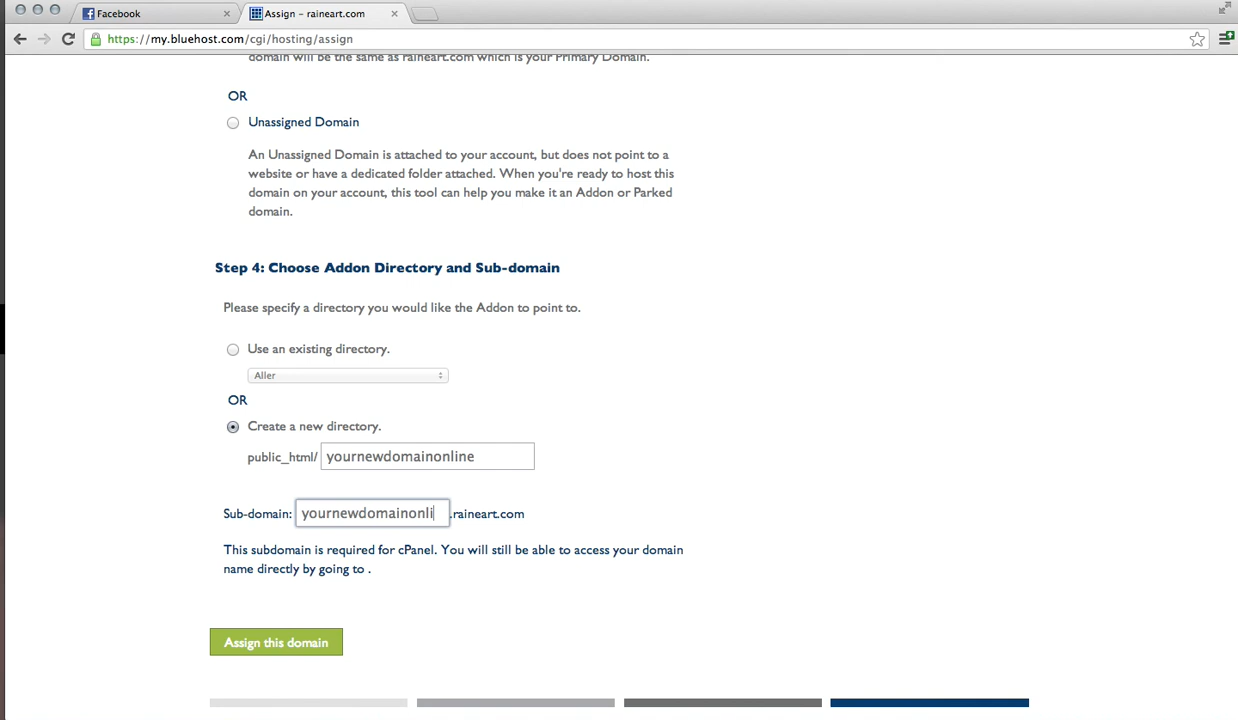 Facebook
Assign – raineart.com
https://my.bluehost.com/cgi/hosting/assign
domain will be the same as raineart.com which is your Primary Domain.
OR
Unassigned Domain
An Unassigned Domain is attached to your account, but does not point to a
website or have a dedicated folder attached. When you're ready to host this
domain on your account, this tool can help you make it an Addon or Parked
domain.
Step 4: Choose Addon Directory and Sub-domain
Please specify a directory you would like the Addon to point to.
Use an existing directory.
Aller
OR
Create a new directory.
public_html/ yournewdomainonline
Sub-domain: yournewdomainonli .raineart.com
This subdomain is required for cPanel. You will still be able to access your domain
name directly by going to .
Assign this domain